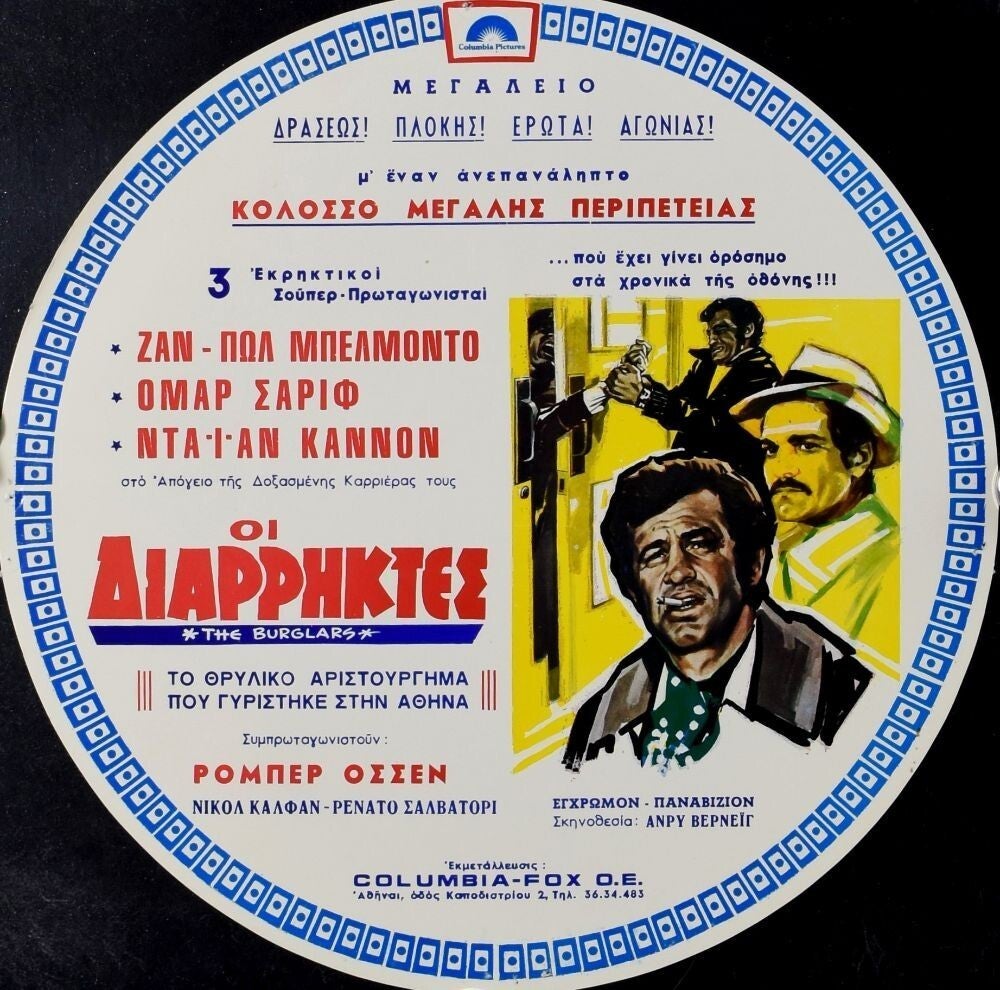 Columbia Pictures
ΜΕΓΑΛΕΙΟ
ΔΡΑΣΕΩΣ! ΠΛΟΚΗΣ! ΕΡΩΤΑ! ΑΓΩΝΙΑΣ!
μ' ἕναν ἀνεπανάληπτο
ΚΟΛΟΣΣΟ ΜΕΓΑΛΗΣ ΠΕΡΙΠΕΤΕΙΑΣ
3 Ἐκρηκτικοὶ
Σούπερ-Πρωταγωνισταὶ
...ποὺ ἔχει γίνει ὁρόσημο
στὰ χρονικὰ τῆς ὀθόνης!!!
* ΖΑΝ-ΠΩΛ ΜΠΕΛΜΟΝΤΟ
* ΟΜΑΡ ΣΑΡΙΦ
* ΝΤΑ-Ι-ΑΝ ΚΑΝΝΟΝ
στὸ Ἀπόγειο τῆς Δοξασμένης Καρριέρας τους
ΟΙ
ΔΙΑΡΡΗΚΤΕΣ
*THE BURGLARS*
ΤΟ ΘΡΥΛΙΚΟ ΑΡΙΣΤΟΥΡΓΗΜΑ
ΠΟΥ ΓΥΡΙΣΤΗΚΕ ΣΤΗΝ ΑΘΗΝΑ
Συμπρωταγωνιστοῦν:
ΡΟΜΠΕΡ ΟΣΣΕΝ
ΝΙΚΟΛ ΚΑΛΦΑΝ-ΡΕΝΑΤΟ ΣΑΛΒΑΤΟΡΙ
ΕΓΧΡΩΜΟΝ - ΠΑΝΑΒΙΖΙΟΝ
Σκηνοθεσία: ΑΝΡΥ ΒΕΡΝΕΪΓ
Ἐκμετάλλευσις:
COLUMBIA-FOX O.E.
Ἀθῆναι, ὁδὸς Καποδιστρίου 2, Τηλ. 36.34.483